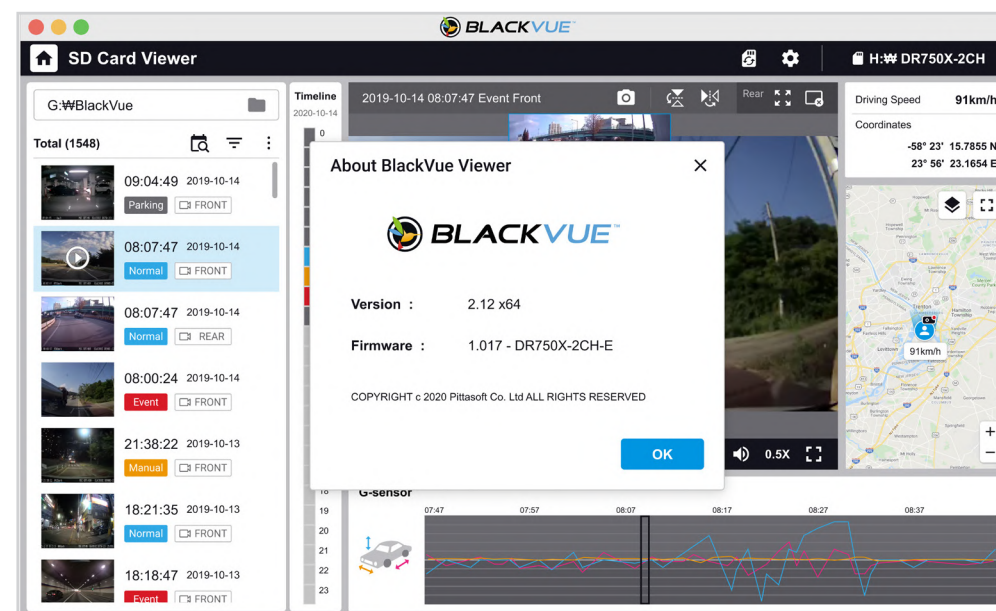 BLACKVUE
SD Card Viewer
H:₩ DR750X-2CH
G:₩BlackVue
Total (1548)
09:04:49 2019-10-14
Parking FRONT
08:07:47 2019-10-14
Normal FRONT
08:07:47 2019-10-14
Normal REAR
08:00:24 2019-10-14
Event FRONT
21:38:22 2019-10-13
Manual FRONT
18:21:35 2019-10-13
Normal FRONT
18:18:47 2019-10-13
Event FRONT
Timeline
2020-10-14
0
18
19
20
21
22
23
2019-10-14 08:07:47 Event Front
Rear
About BlackVue Viewer
BLACKVUE™
Version : 2.12 x64
Firmware : 1.017 - DR750X-2CH-E
COPYRIGHT c 2020 Pittasoft Co. Ltd ALL RIGHTS RESERVED
OK
0.5X
Driving Speed 91km/h
Coordinates
-58° 23' 15.7855 N
23° 56' 23.1654 E
Trenton
Hamilton
Township
91km/h
G-sensor
07:47 07:57 08:07 08:17 08:27 08:37